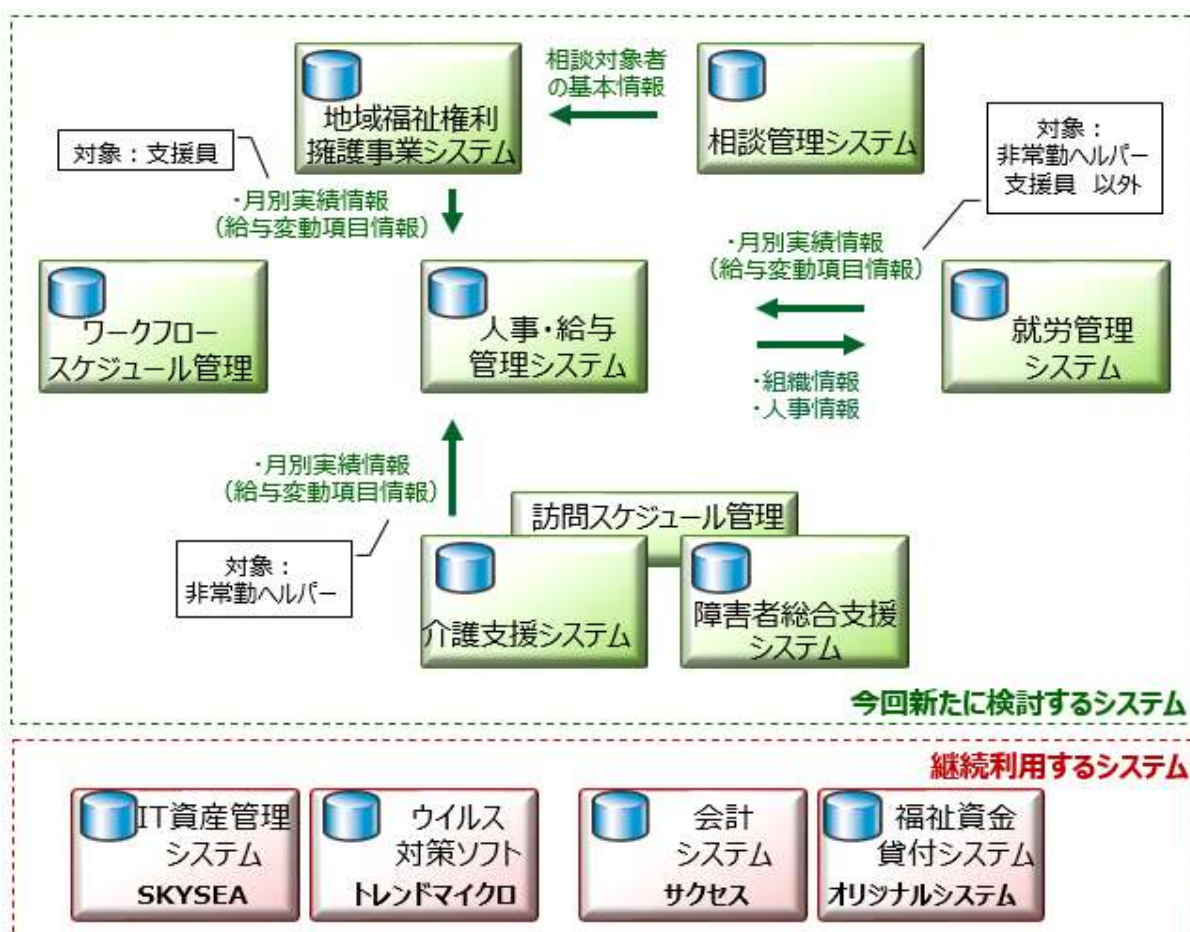 相談対象者
の基本情報
地域福祉権利
擁護事業システム
相談管理システム
対象：
非常勤ヘルパー
支援員 以外
対象：支援員
・月別実績情報
（給与変動項目情報）
・月別実績情報
（給与変動項目情報）
ワークフロー
スケジュール管理
人事・給与
管理システム
就労管理
システム
・組織情報
・人事情報
・月別実績情報
（給与変動項目情報）
訪問スケジュール管理
対象：
非常勤ヘルパー
介護支援システム
障害者総合支援
システム
今回新たに検討するシステム
継続利用するシステム
IT資産管理
システム
SKYSEA
ウイルス
対策ソフト
トレンドマイクロ
会計
システム
サクセス
福祉資金
貸付システム
オリジナルシステム